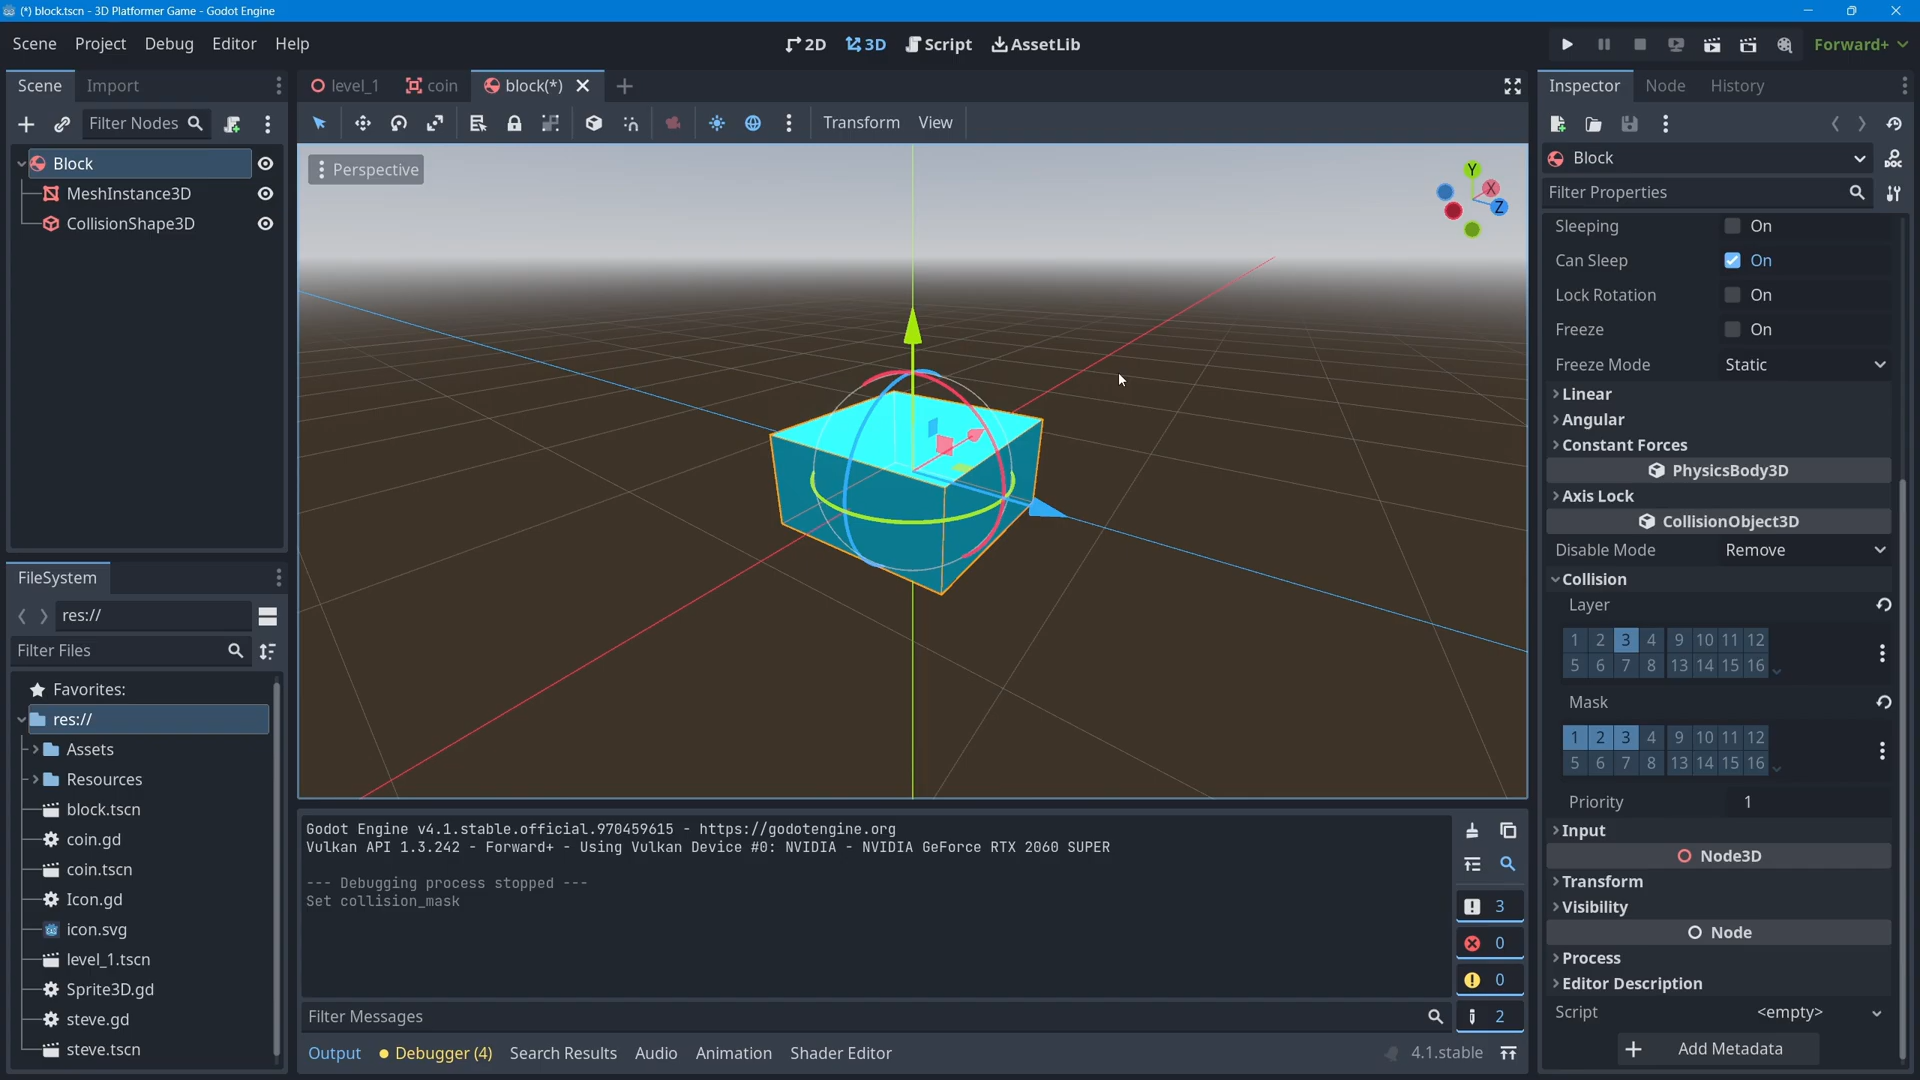 (*) block.tscn - 3D Platformer Game - Godot Engine
Scene Project Debug Editor Help
2D 3D Script AssetLib
Forward+
Scene Import
level_1 coin block(*)
Inspector Node History
Filter Nodes
Transform View
Block
MeshInstance3D
CollisionShape3D
Perspective
Y
X
Z
Block
Filter Properties
Sleeping On
Can Sleep On
Lock Rotation On
Freeze On
Freeze Mode Static
Linear
Angular
Constant Forces
PhysicsBody3D
Axis Lock
CollisionObject3D
Disable Mode Remove
Collision
Layer
1 2 3 4 9 10 11 12
5 6 7 8 13 14 15 16
Mask
1 2 3 4 9 10 11 12
5 6 7 8 13 14 15 16
Priority 1
Input
Node3D
Transform
Visibility
Node
Process
Editor Description
Script <empty>
Add Metadata
FileSystem
res://
Filter Files
Favorites:
res://
Assets
Resources
block.tscn
coin.gd
coin.tscn
Icon.gd
icon.svg
level_1.tscn
Sprite3D.gd
steve.gd
steve.tscn
Godot Engine v4.1.stable.official.970459615 - https://godotengine.org
Vulkan API 1.3.242 - Forward+ - Using Vulkan Device #0: NVIDIA - NVIDIA GeForce RTX 2060 SUPER
--- Debugging process stopped ---
Set collision_mask
3
0
0
2
Filter Messages
Output Debugger (4) Search Results Audio Animation Shader Editor
4.1.stable